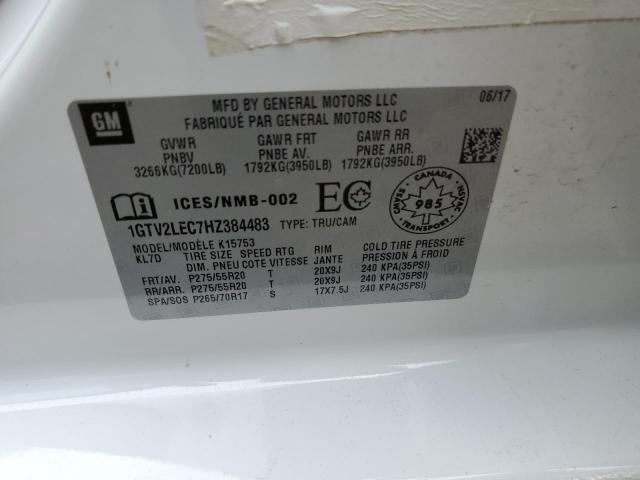 GM
MFD BY GENERAL MOTORS LLC
06/17
FABRIQUÉ PAR GENERAL MOTORS LLC
GVWR GAWR FRT GAWR RR
PNBV PNBE AV. PNBE ARR.
3266KG(7200LB) 1792KG(3950LB) 1792KG(3950LB)
i ICES/NMB-002 EC
CANADA
SAMS 985 NSVAC
TRANSPORT
1GTV2LEC7HZ384483 TYPE: TRU/CAM
MODEL/MODÈLE K15753
KL7D TIRE SIZE SPEED RTG RIM COLD TIRE PRESSURE
DIM. PNEU COTE VITESSE JANTE PRESSION À FROID
FRT/AV. P275/55R20 T 20X9J 240 KPA(35PSI)
RR/ARR. P275/55R20 T 20X9J 240 KPA(35PSI)
SPA/SOS P265/70R17 S 17X7.5J 240 KPA(35PSI)